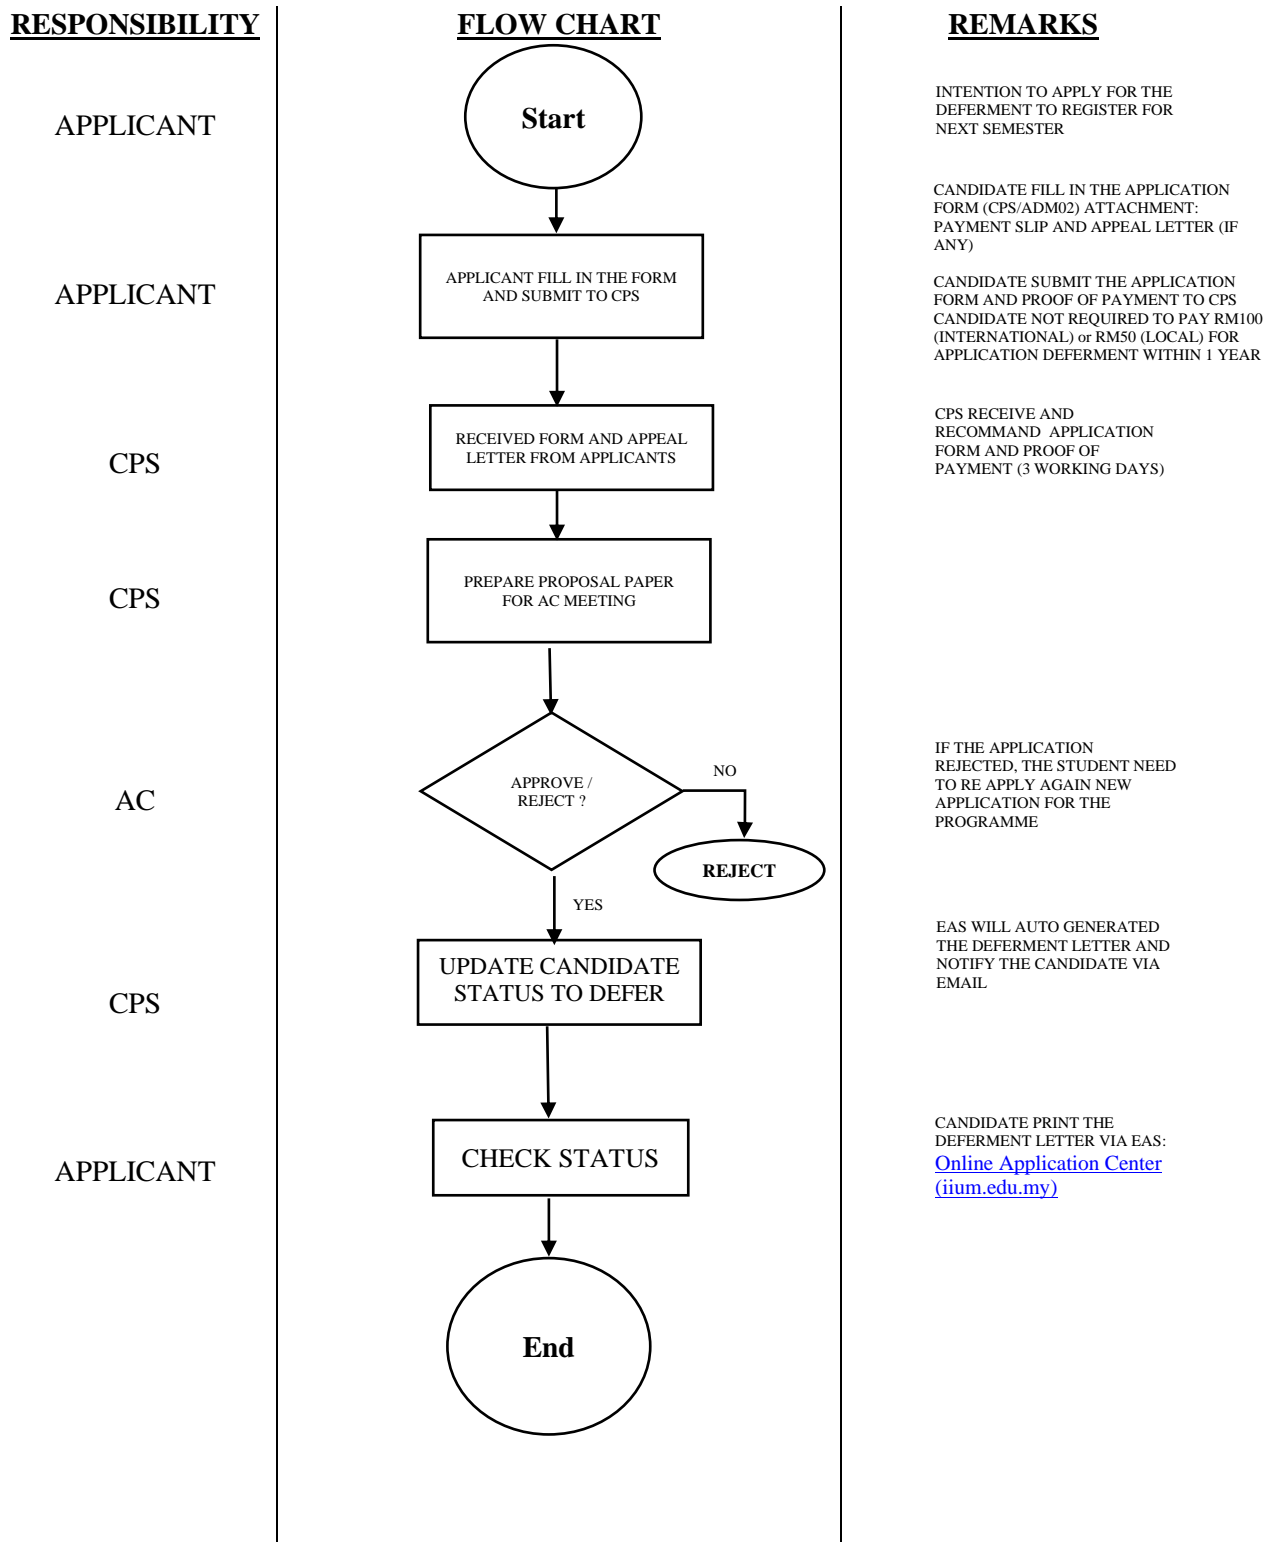 RESPONSIBILITY
FLOW CHART
REMARKS
APPLICANT
Start
INTENTION TO APPLY FOR THE
DEFERMENT TO REGISTER FOR
NEXT SEMESTER
CANDIDATE FILL IN THE APPLICATION
FORM (CPS/ADM02) ATTACHMENT:
PAYMENT SLIP AND APPEAL LETTER (IF
ANY)
APPLICANT
APPLICANT FILL IN THE FORM
AND SUBMIT TO CPS
CANDIDATE SUBMIT THE APPLICATION
FORM AND PROOF OF PAYMENT TO CPS
CANDIDATE NOT REQUIRED TO PAY RM100
(INTERNATIONAL) or RM50 (LOCAL) FOR
APPLICATION DEFERMENT WITHIN 1 YEAR
CPS
RECEIVED FORM AND APPEAL
LETTER FROM APPLICANTS
CPS RECEIVE AND
RECOMMAND APPLICATION
FORM AND PROOF OF
PAYMENT (3 WORKING DAYS)
CPS
PREPARE PROPOSAL PAPER
FOR AC MEETING
AC
APPROVE /
REJECT ?
NO
REJECT
YES
IF THE APPLICATION
REJECTED, THE STUDENT NEED
TO RE APPLY AGAIN NEW
APPLICATION FOR THE
PROGRAMME
CPS
UPDATE CANDIDATE
STATUS TO DEFER
EAS WILL AUTO GENERATED
THE DEFERMENT LETTER AND
NOTIFY THE CANDIDATE VIA
EMAIL
APPLICANT
CHECK STATUS
CANDIDATE PRINT THE
DEFERMENT LETTER VIA EAS:
Online Application Center
(iium.edu.my)
End